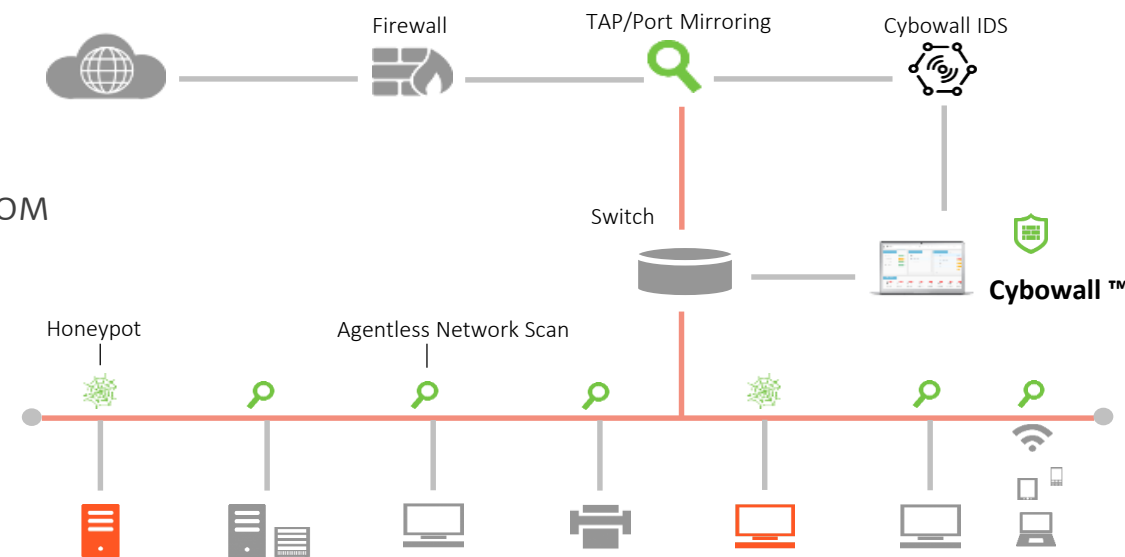 Firewall
TAP/Port Mirroring
Cybowall IDS
OM
Switch
Cybowall ™
Honeypot
Agentless Network Scan